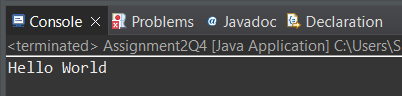 Console Problems Javadoc Declaration
<terminated> Assignment2Q4 [Java Application] C:\Users\S
Hello World